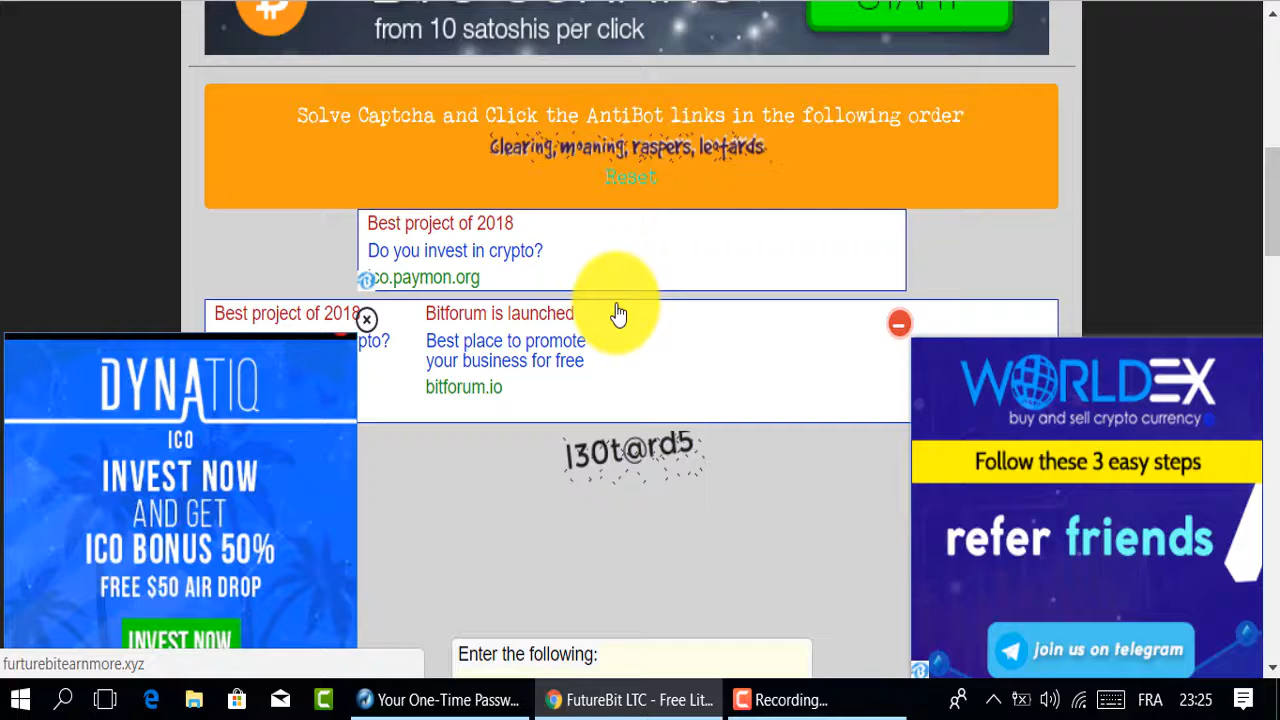 from 10 satoshis per click
Solve Captcha and Click the AntiBot links in the following order
Clearing, moaning, raspers, leotards
Reset
Best project of 2018
Do you invest in crypto?
ico.paymon.org
Best project of 2018
pto?
Bitforum is launched
Best place to promote
your business for free
bitforum.io
l30t@rd5
DYNATIQ
ICO
INVEST NOW
AND GET
ICO BONUS 50%
FREE $50 AIR DROP
INVEST NOW
WORLDEX
buy and sell crypto currency
Follow these 3 easy steps
refer friends
join us on telegram
Enter the following:
furturebitearnmore.xyz
Your One-Time Passw...
FutureBit LTC - Free Lit...
Recording...
FRA
23:25